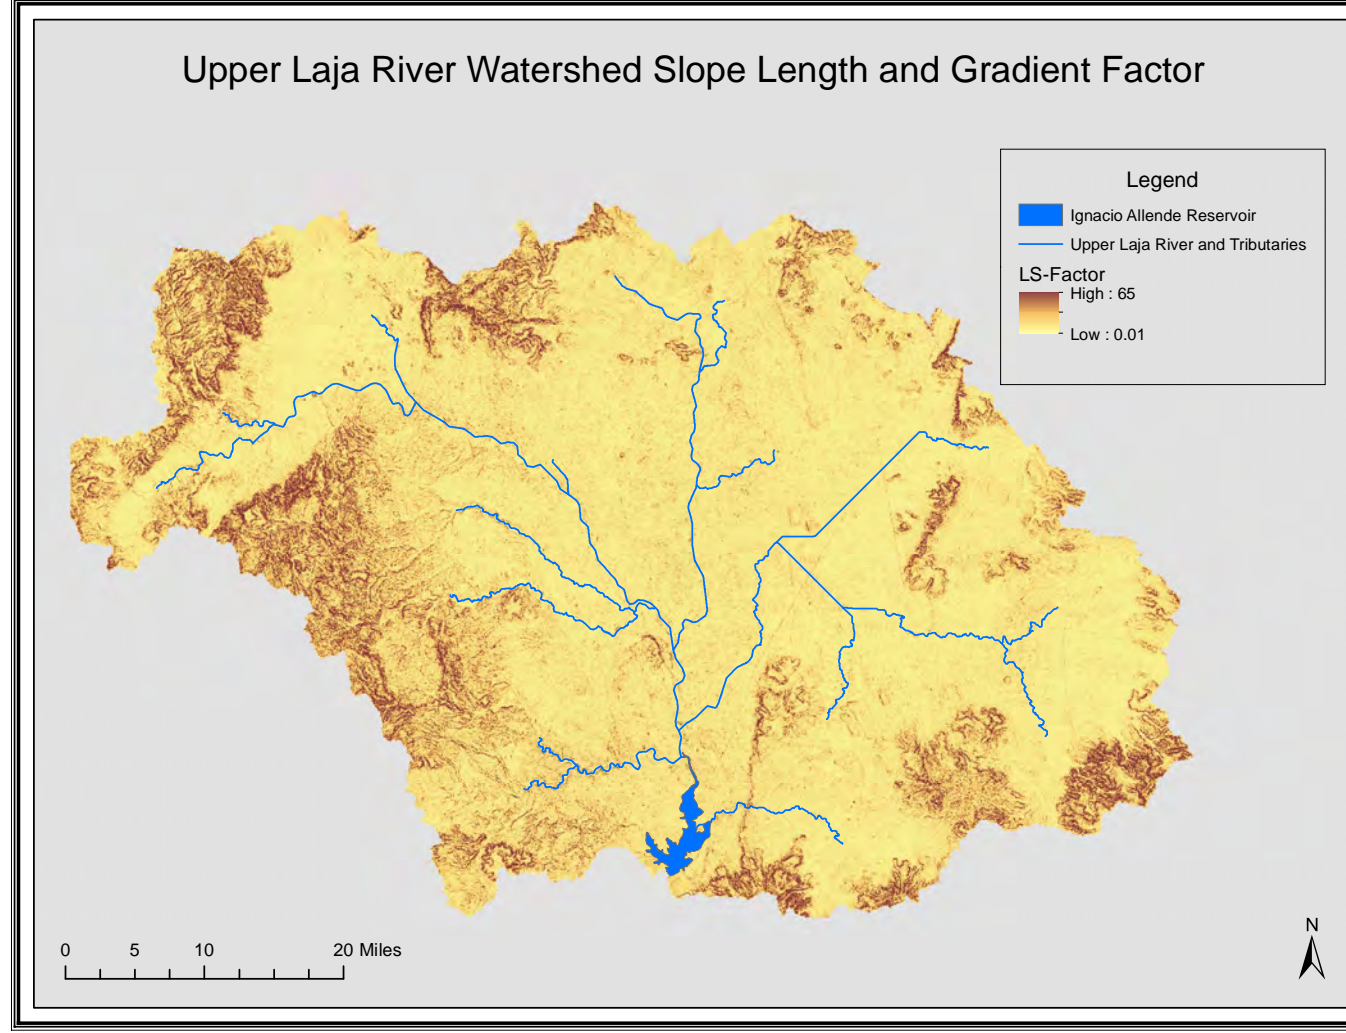 Upper Laja River Watershed Slope Length and Gradient Factor
Legend
Ignacio Allende Reservoir
Upper Laja River and Tributaries
LS-Factor
High : 65
Low : 0.01
N
0 5 10 20 Miles